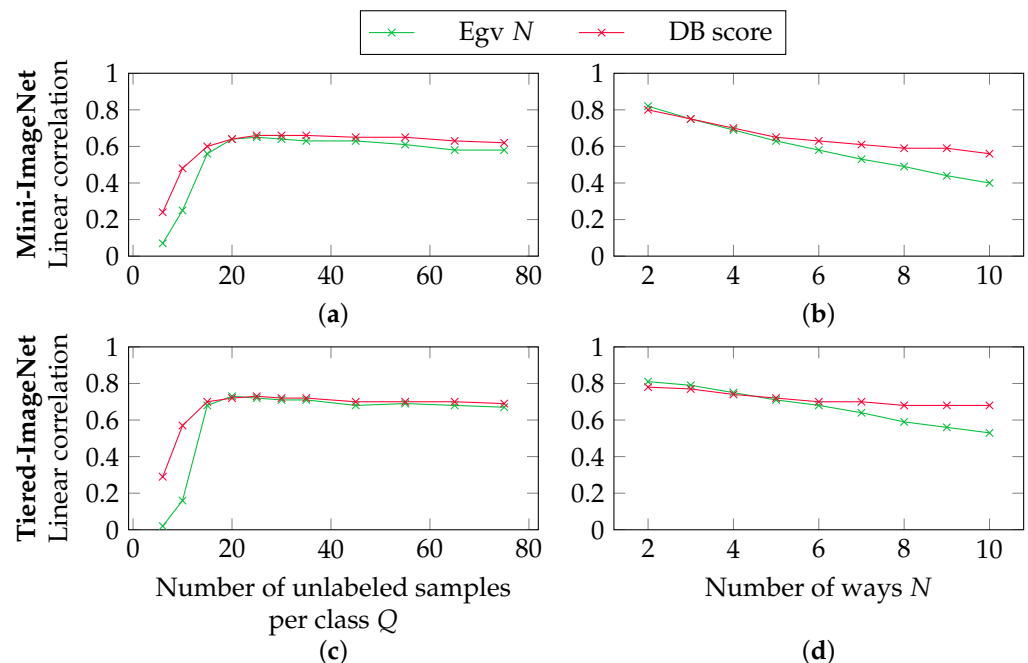 Egv N DB score
Mini-ImageNet
Linear correlation
1
0.8
0.6
0.4
0.2
0
0 20 40 60 80
(a)
1
0.8
0.6
0.4
0.2
0
2 4 6 8 10
(b)
Tiered-ImageNet
Linear correlation
1
0.8
0.6
0.4
0.2
0
0 20 40 60 80
Number of unlabeled samples
per class Q
(c)
1
0.8
0.6
0.4
0.2
0
2 4 6 8 10
Number of ways N
(d)